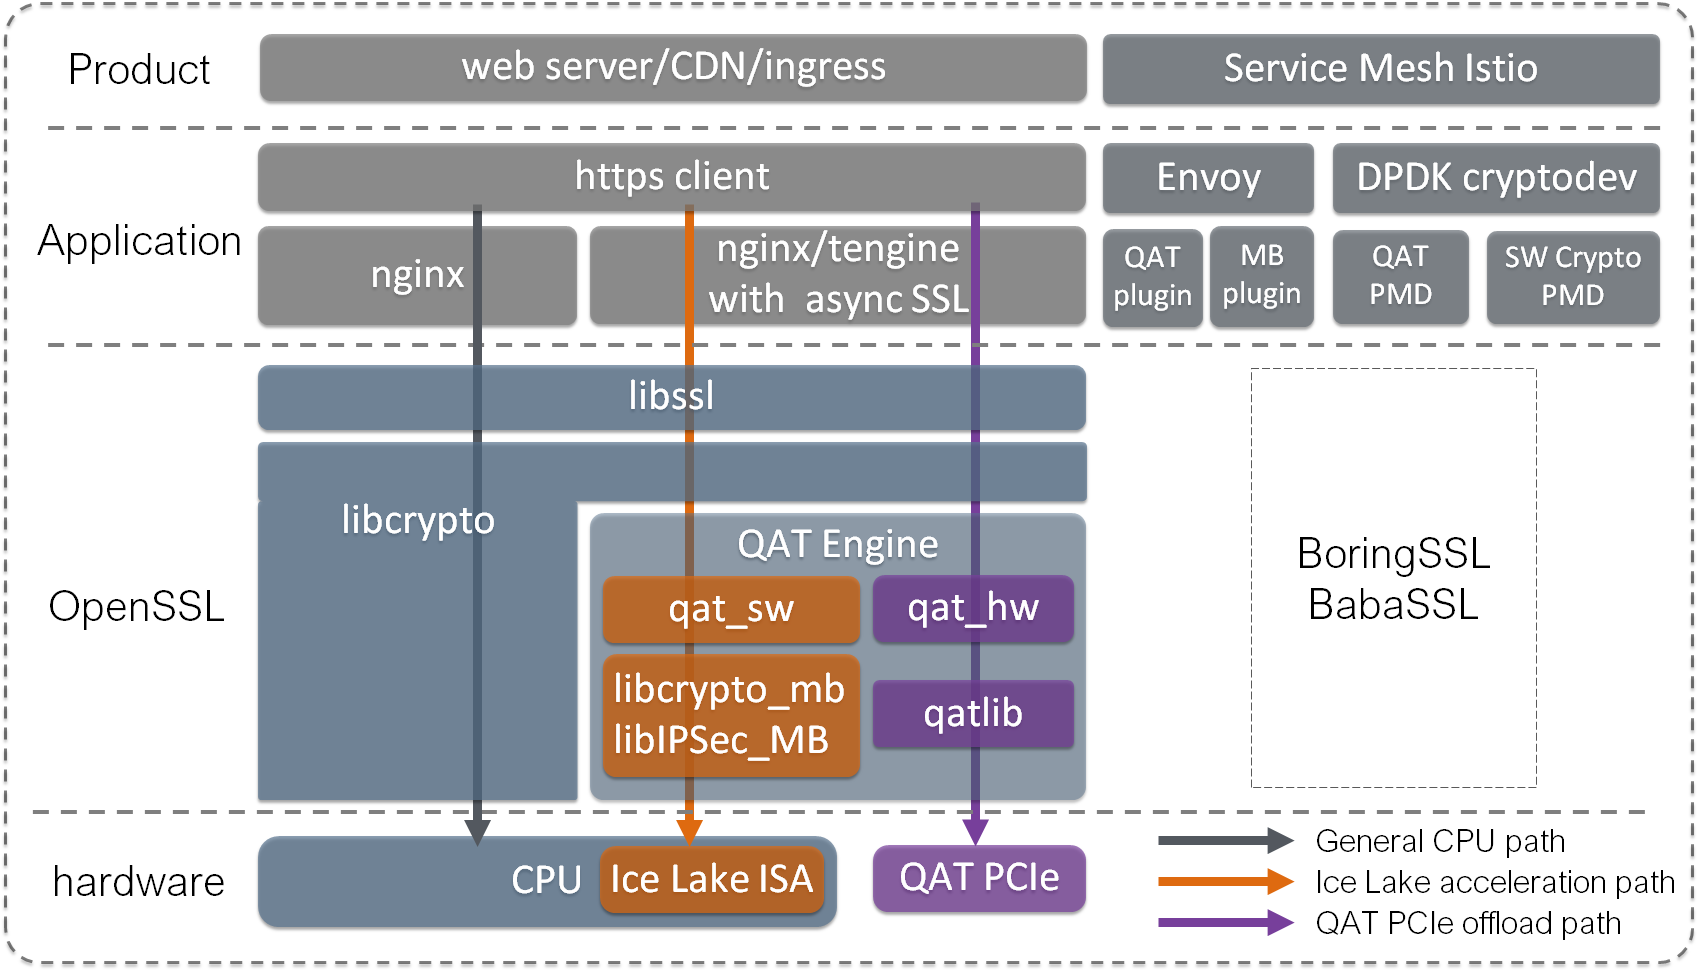 Product
web server/CDN/ingress
Service Mesh Istio
Application
https client
Envoy
DPDK cryptodev
nginx
nginx/tengine
with async SSL
QAT
plugin
MB
plugin
QAT
PMD
SW Crypto
PMD
OpenSSL
libssl
libcrypto
QAT Engine
qat_sw
qat_hw
libcrypto_mb
libIPSec_MB
qatlib
BoringSSL
BabaSSL
hardware
CPU
Ice Lake ISA
QAT PCIe
General CPU path
Ice Lake acceleration path
QAT PCIe offload path